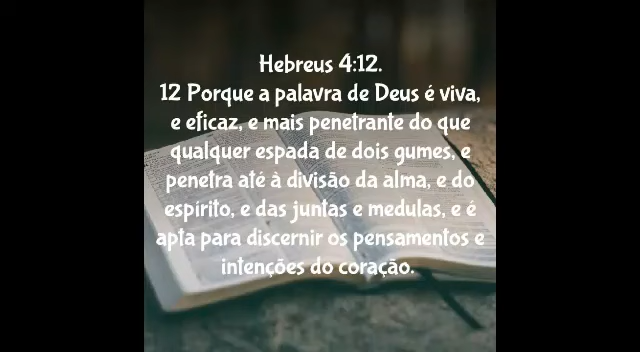 Hebreus 4:12.
12 Porque a palavra de Deus é viva,
e eficaz, e mais penetrante do que
qualquer espada de dois gumes, e
penetra até à divisão da alma, e do
espírito, e das juntas e medulas, e é
apta para discernir os pensamentos e
intenções do coração.